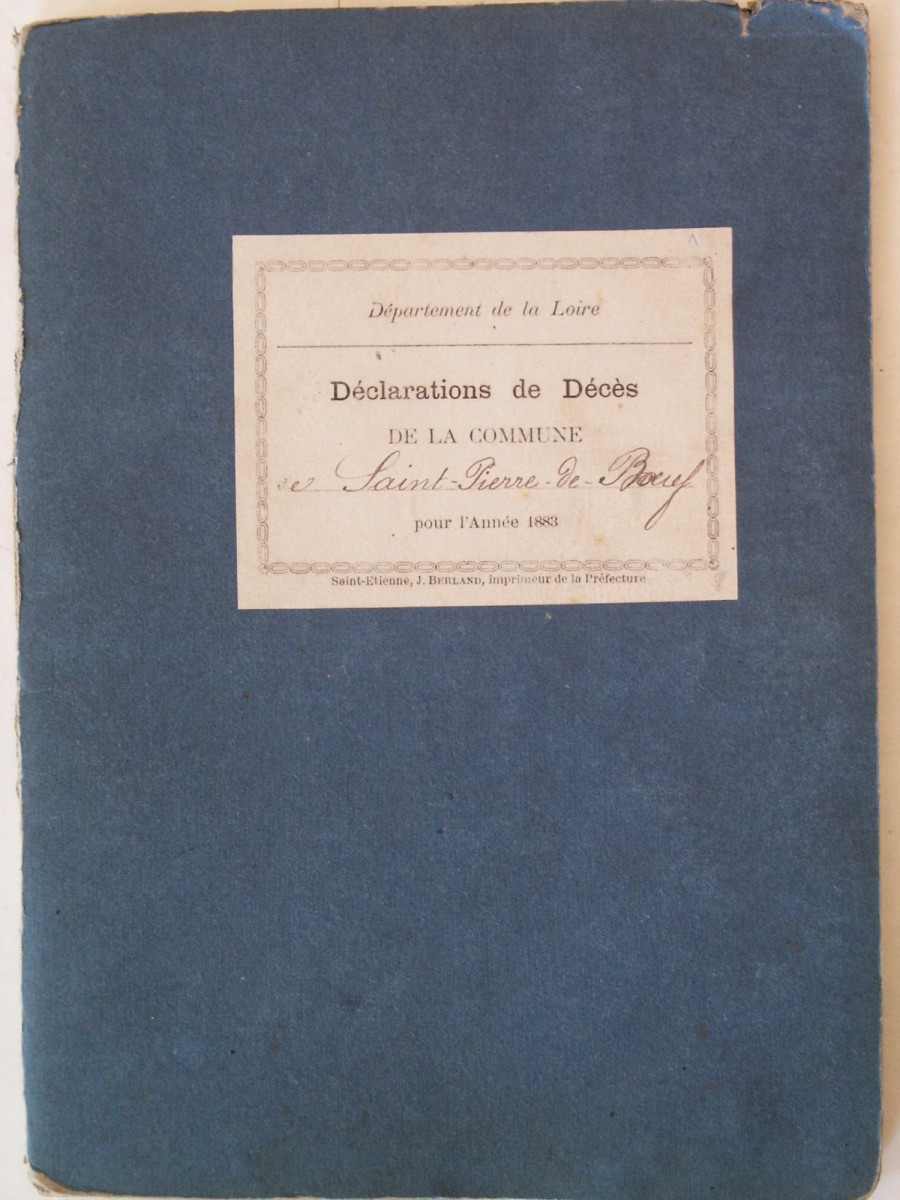 Département de la Loire
Déclarations de Décès
DE LA COMMUNE
de Saint-Pierre-de-Bœuf
pour l'Année 1883
Saint-Etienne, J. BERLAND, imprimeur de la Préfecture